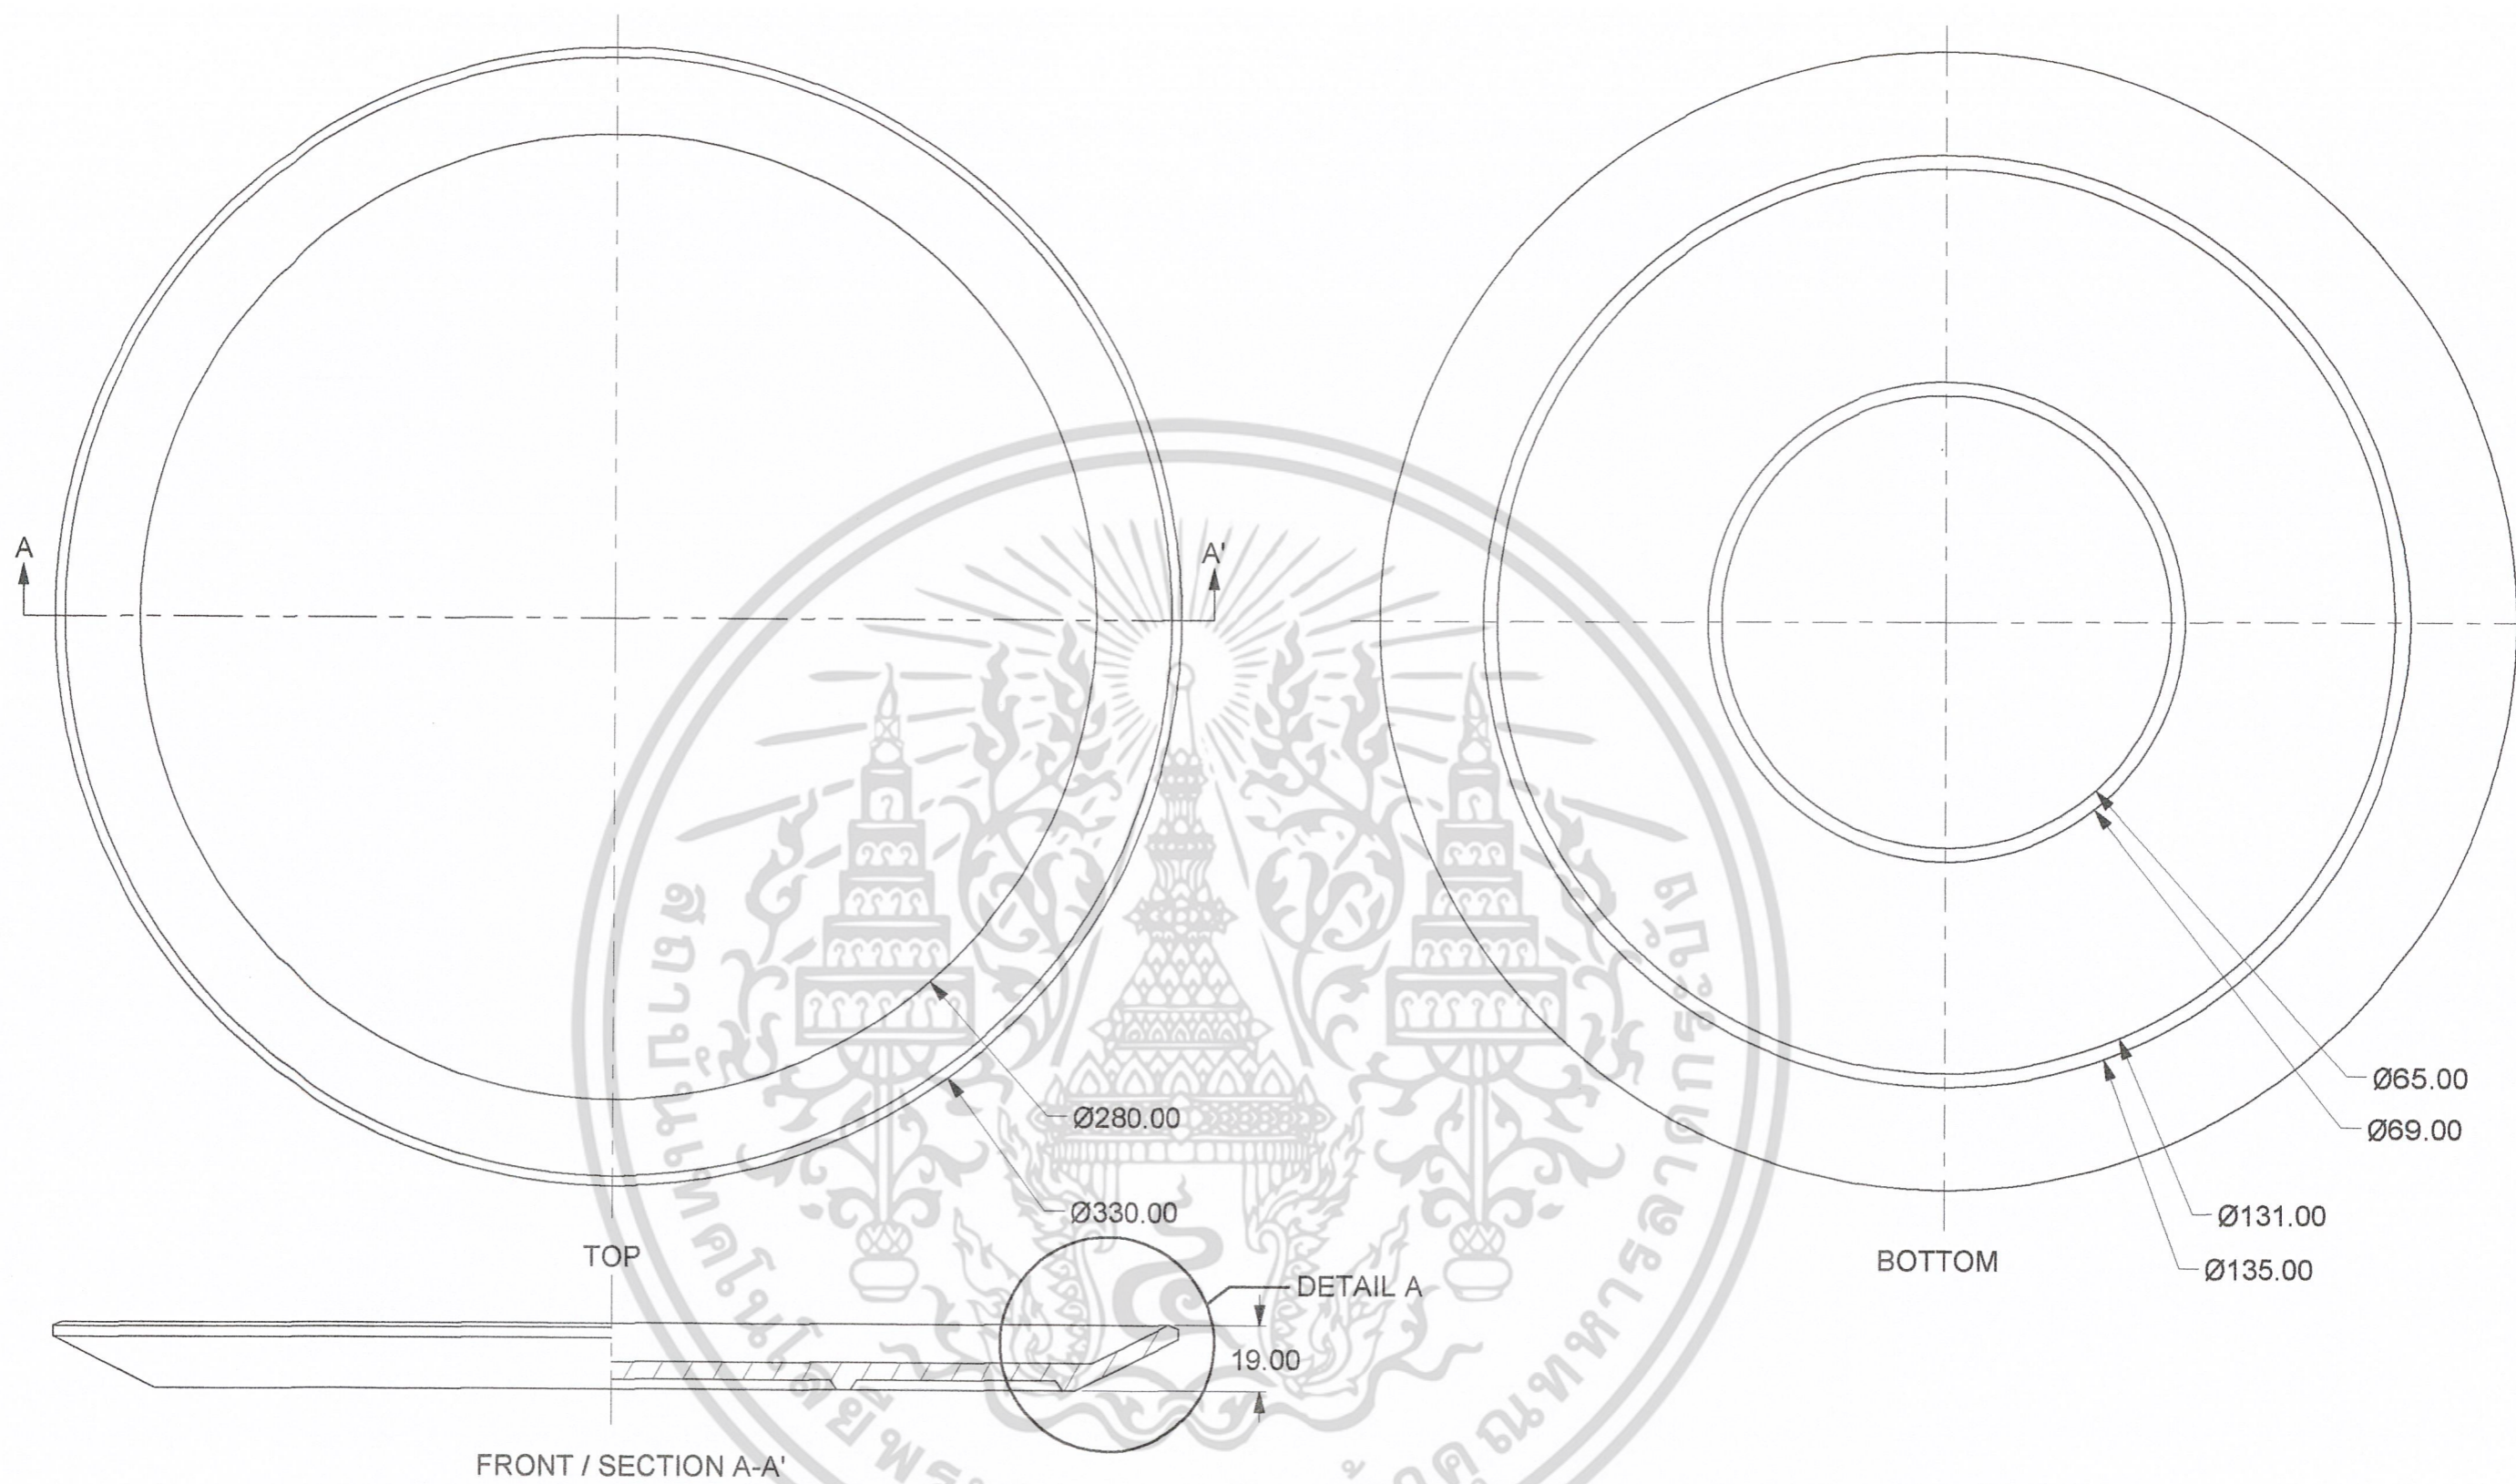 A
A'
Ø280.00
Ø330.00
TOP
Ø65.00
Ø69.00
Ø131.00
Ø135.00
BOTTOM
DETAIL A
19.00
FRONT / SECTION A-A'